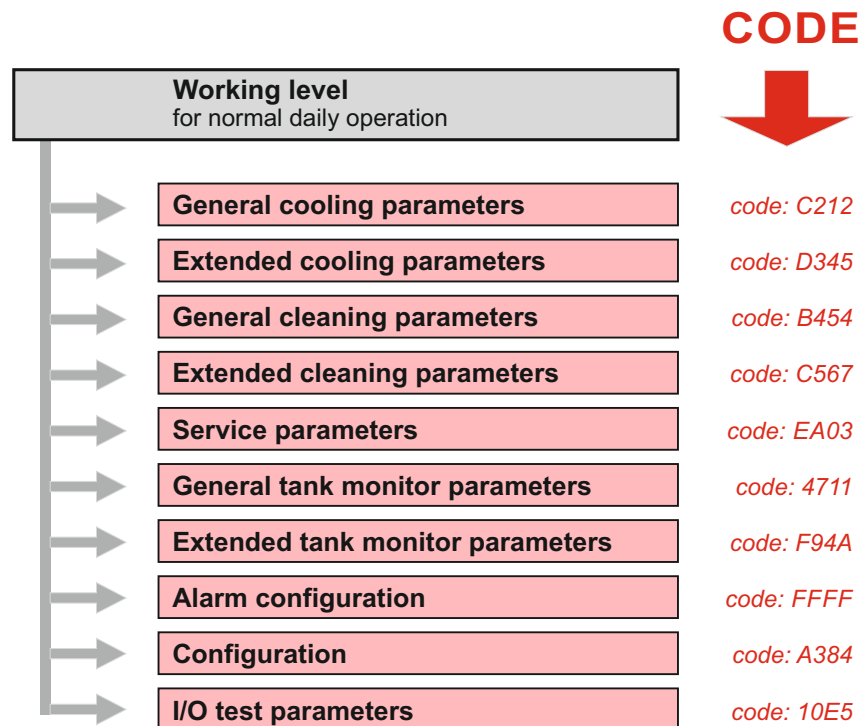 CODE
Working level
for normal daily operation
General cooling parameters code: C212
Extended cooling parameters code: D345
General cleaning parameters code: B454
Extended cleaning parameters code: C567
Service parameters code: EA03
General tank monitor parameters code: 4711
Extended tank monitor parameters code: F94A
Alarm configuration code: FFFF
Configuration code: A384
I/O test parameters code: 10E5